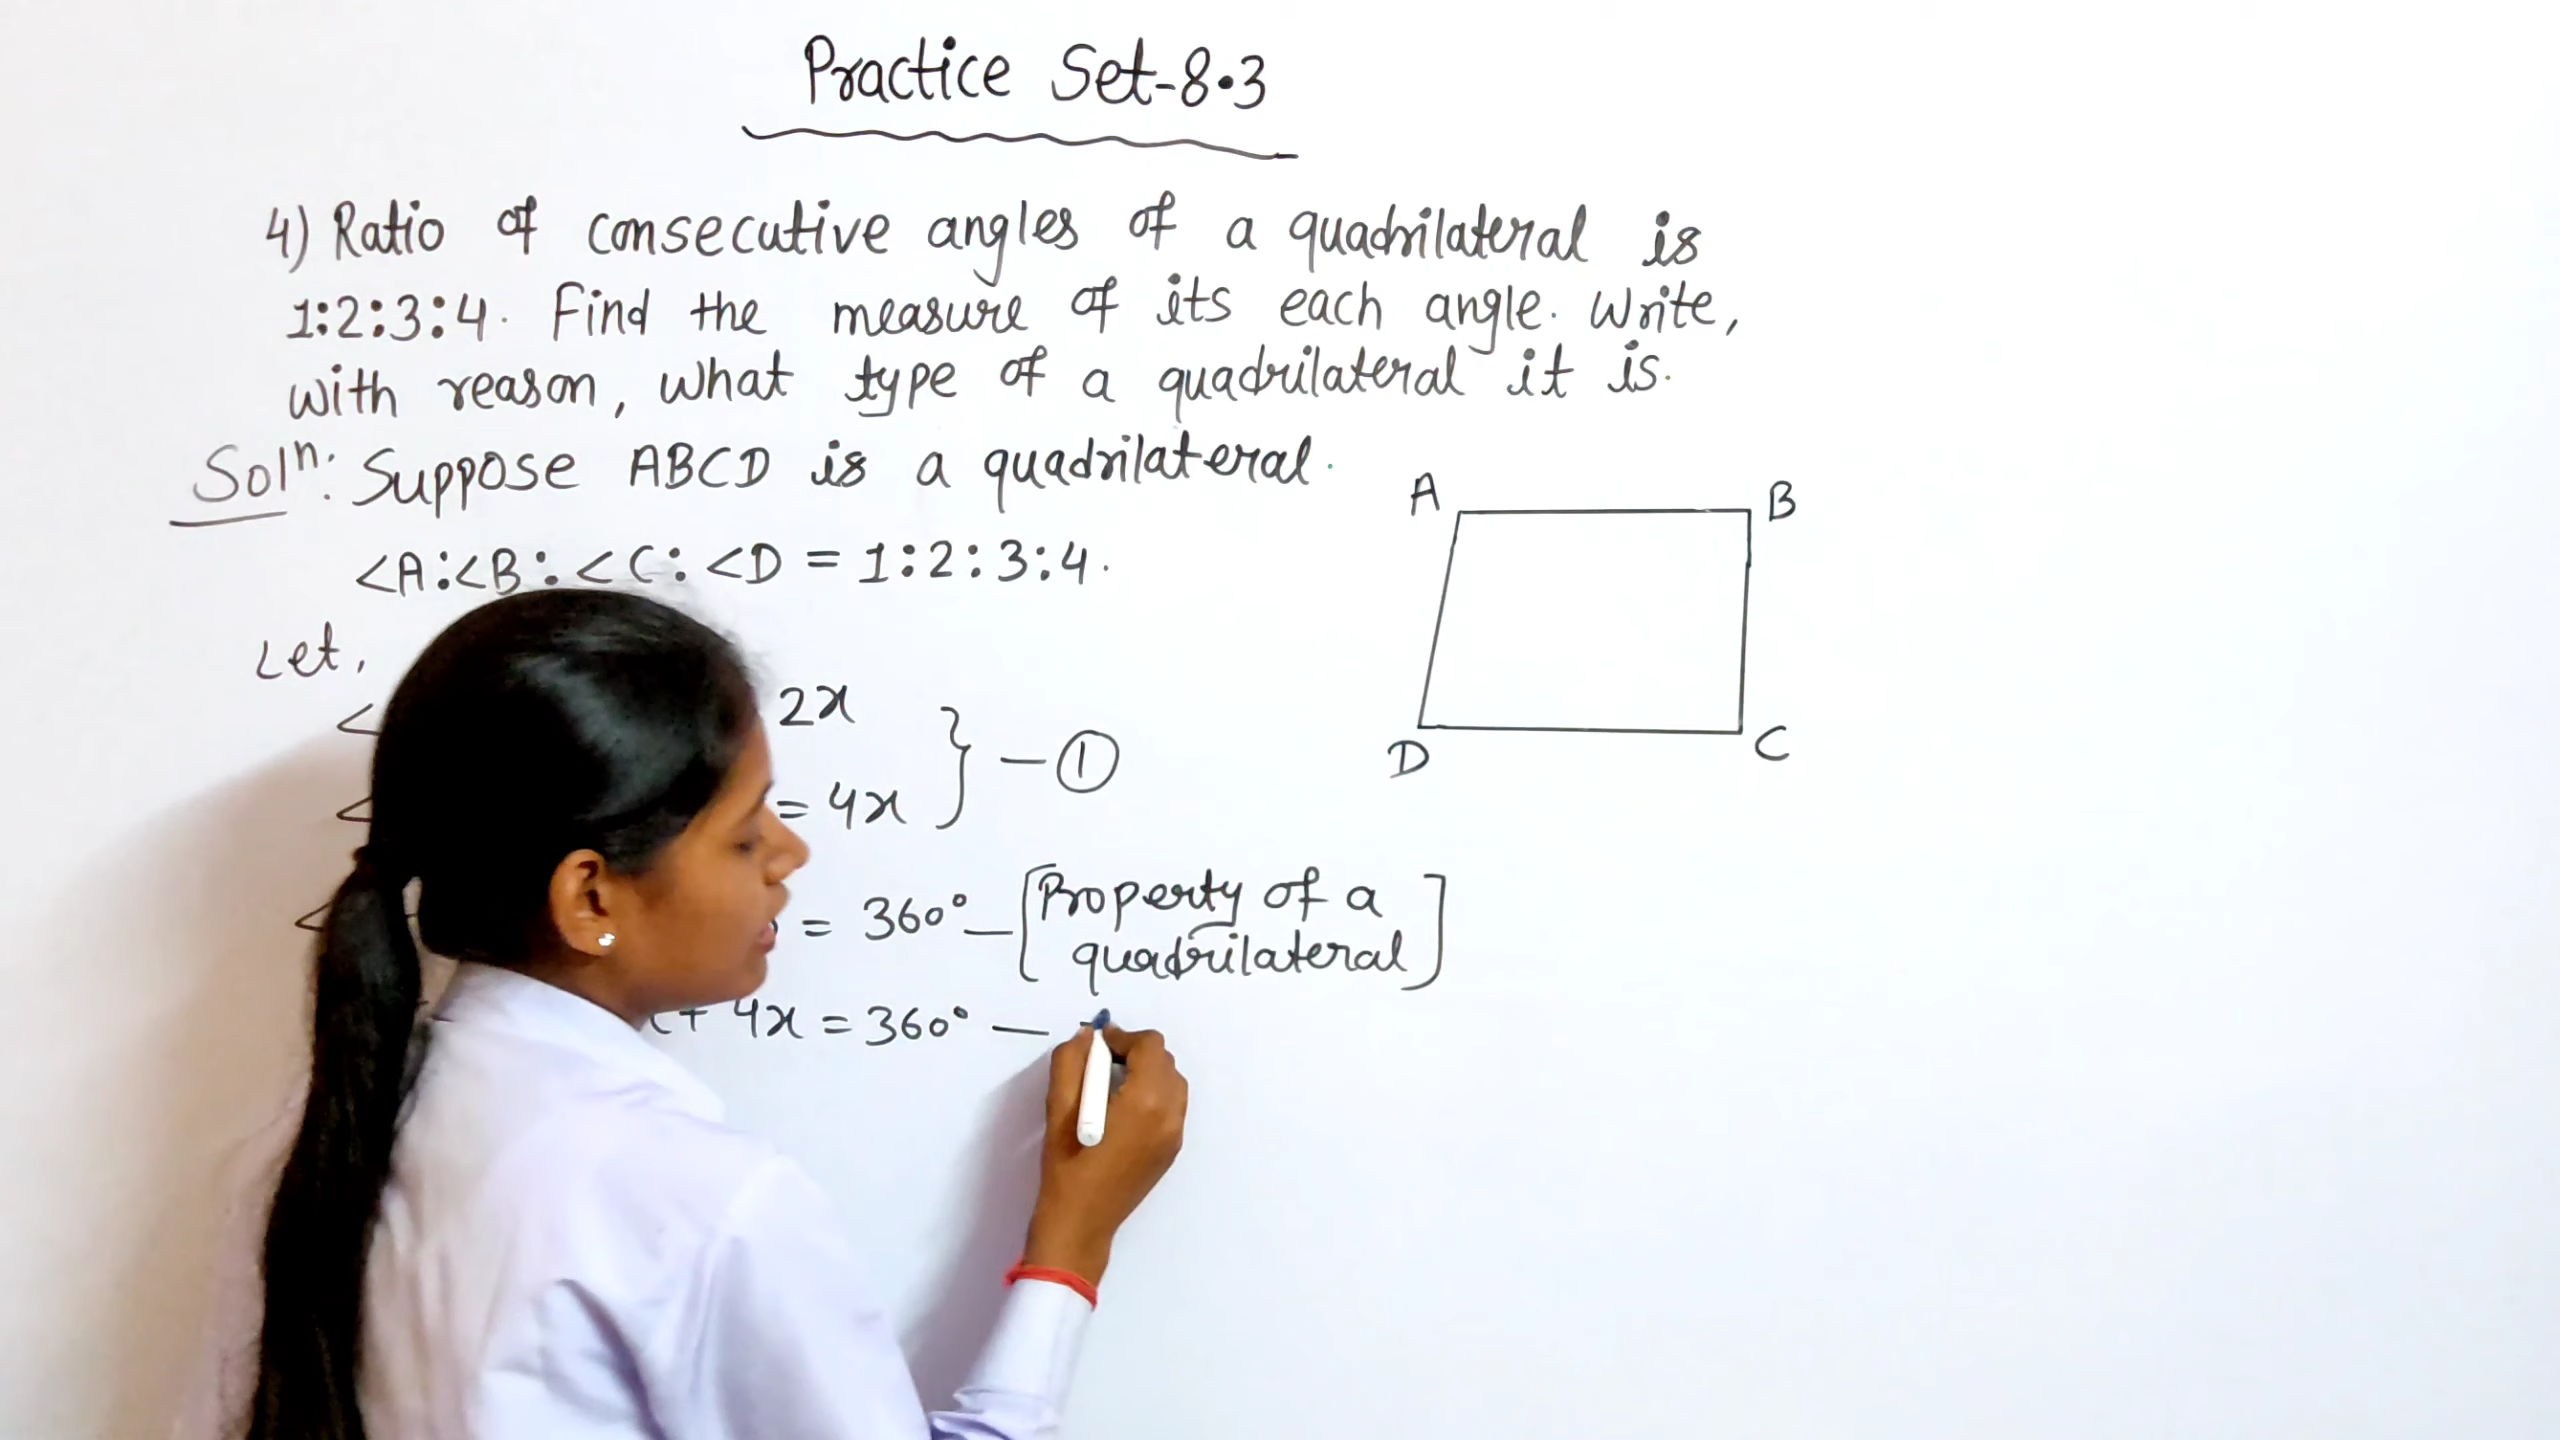 Practice Set-8.3
4) Ratio of consecutive angles of a quadrilateral is
1:2:3:4. Find the measure of its each angle. Write,
with reason, what type of a quadrilateral it is.
Solⁿ: Suppose ABCD is a quadrilateral.
<A:<B:<C:<D = 1:2:3:4.
Let,
< 2x
< = 4x } — ①
< = 360° — [Property of a
quadrilateral]
+ 4x = 360° —
A
B
D
C